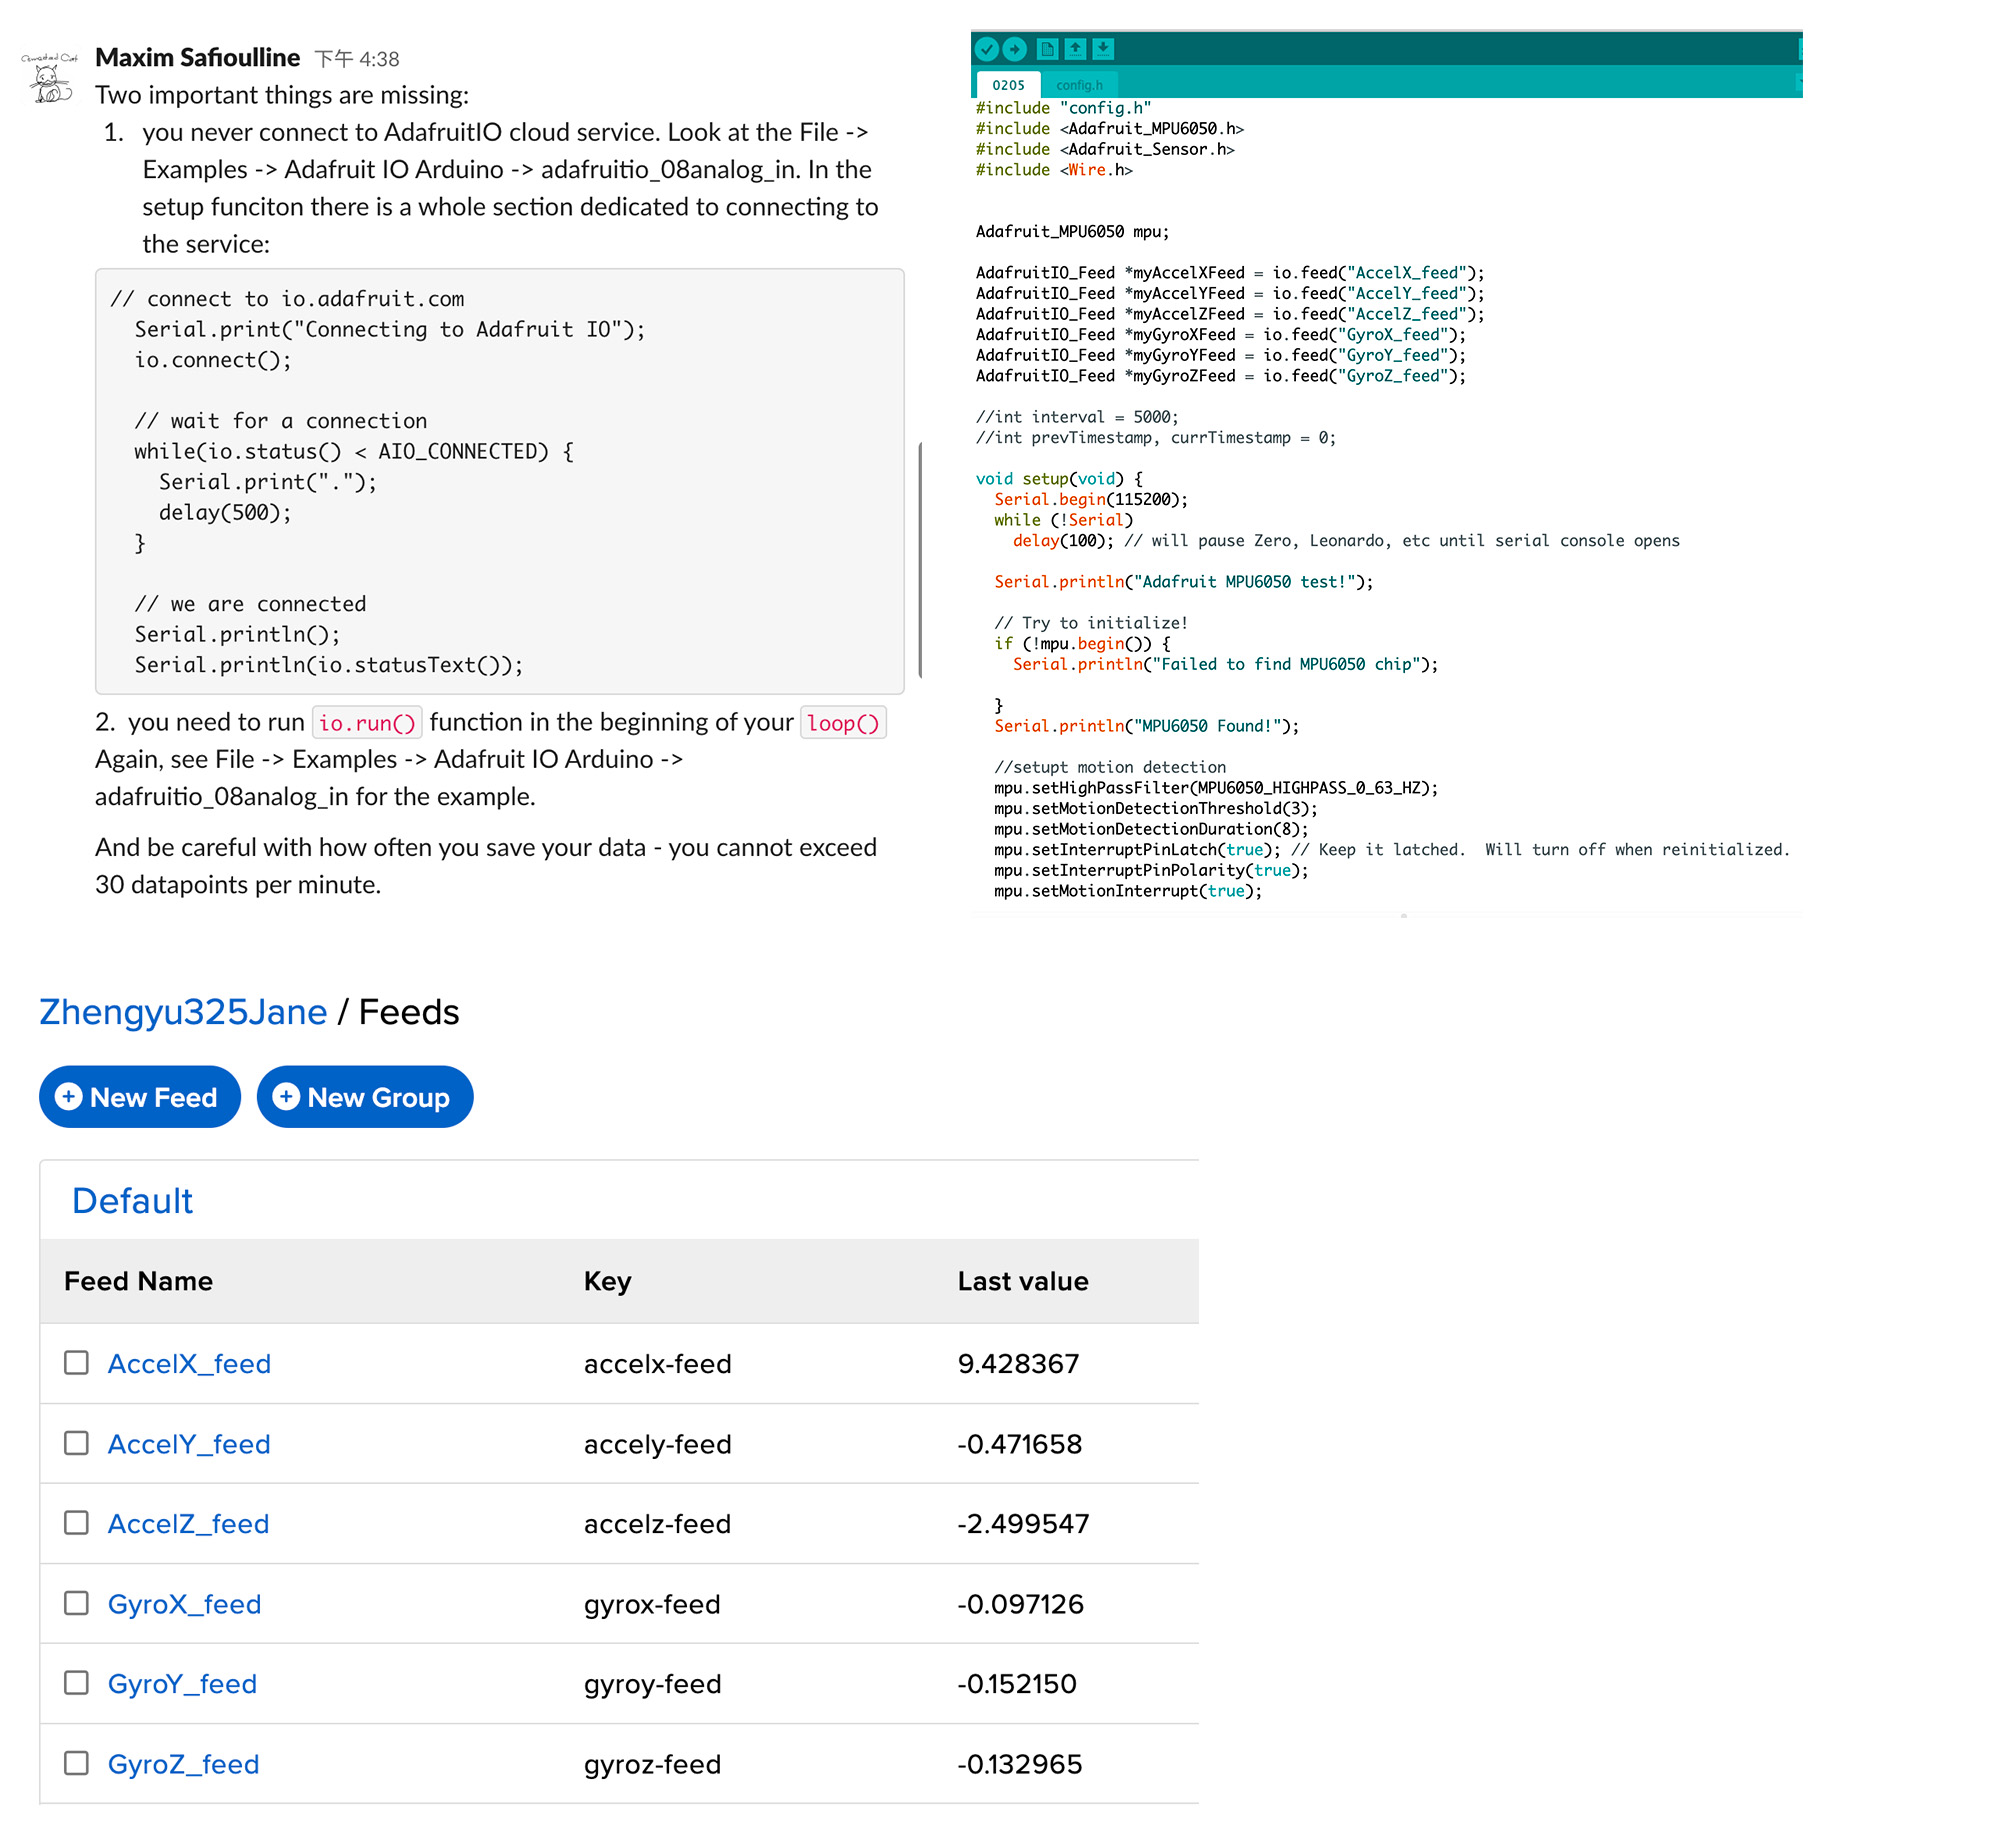 Maxim Safioulline 下午 4:38
Two important things are missing:
1. you never connect to AdafruitIO cloud service. Look at the File ->
Examples -> Adafruit IO Arduino -> adafruitio_08analog_in. In the
setup funciton there is a whole section dedicated to connecting to
the service:
// connect to io.adafruit.com
Serial.print("Connecting to Adafruit IO");
io.connect();
// wait for a connection
while(io.status() < AIO_CONNECTED) {
Serial.print(".");
delay(500);
}
// we are connected
Serial.println();
Serial.println(io.statusText());
2. you need to run io.run() function in the beginning of your loop()
Again, see File -> Examples -> Adafruit IO Arduino ->
adafruitio_08analog_in for the example.
And be careful with how often you save your data - you cannot exceed
30 datapoints per minute.
0205 config.h
#include "config.h"
#include <Adafruit_MPU6050.h>
#include <Adafruit_Sensor.h>
#include <Wire.h>
Adafruit_MPU6050 mpu;
AdafruitIO_Feed *myAccelXFeed = io.feed("AccelX_feed");
AdafruitIO_Feed *myAccelYFeed = io.feed("AccelY_feed");
AdafruitIO_Feed *myAccelZFeed = io.feed("AccelZ_feed");
AdafruitIO_Feed *myGyroXFeed = io.feed("GyroX_feed");
AdafruitIO_Feed *myGyroYFeed = io.feed("GyroY_feed");
AdafruitIO_Feed *myGyroZFeed = io.feed("GyroZ_feed");
//int interval = 5000;
//int prevTimestamp, currTimestamp = 0;
void setup(void) {
Serial.begin(115200);
while (!Serial)
delay(100); // will pause Zero, Leonardo, etc until serial console opens
Serial.println("Adafruit MPU6050 test!");
// Try to initialize!
if (!mpu.begin()) {
Serial.println("Failed to find MPU6050 chip");
}
Serial.println("MPU6050 Found!");
//setupt motion detection
mpu.setHighPassFilter(MPU6050_HIGHPASS_0_63_HZ);
mpu.setMotionDetectionThreshold(3);
mpu.setMotionDetectionDuration(8);
mpu.setInterruptPinLatch(true); // Keep it latched.  Will turn off when reinitialized.
mpu.setInterruptPinPolarity(true);
mpu.setMotionInterrupt(true);
Zhengyu325Jane / Feeds
New Feed New Group
Default
Feed Name Key Last value
AccelX_feed accelx-feed 9.428367
AccelY_feed accely-feed -0.471658
AccelZ_feed accelz-feed -2.499547
GyroX_feed gyrox-feed -0.097126
GyroY_feed gyroy-feed -0.152150
GyroZ_feed gyroz-feed -0.132965